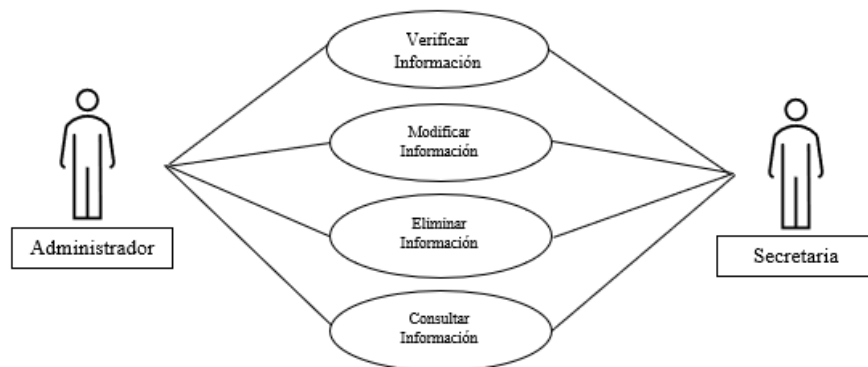 Verificar
Información
Modificar
Información
Administrador
Eliminar
Información
Secretaria
Consultar
Información